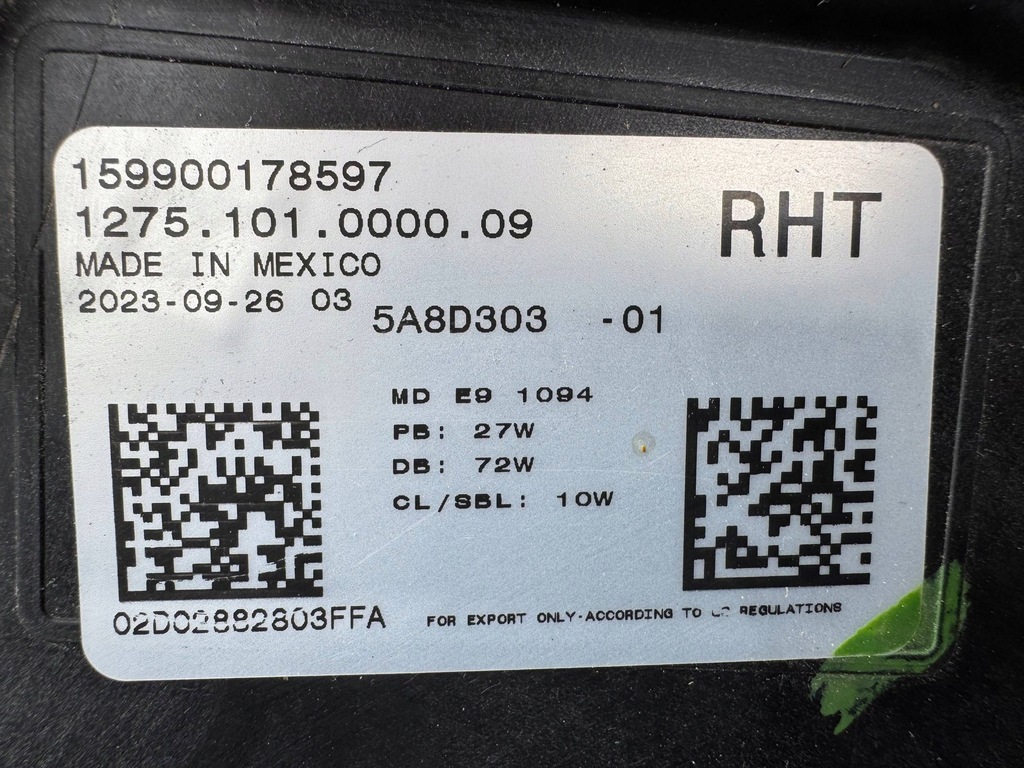 159900178597
1275.101.0000.09
RHT
MADE IN MEXICO
2023-09-26 03
5A8D303 -01
MD E9 1094
PB: 27W
DB: 72W
CL/SBL: 10W
02D02882803FFA
FOR EXPORT ONLY-ACCORDING TO REGULATIONS